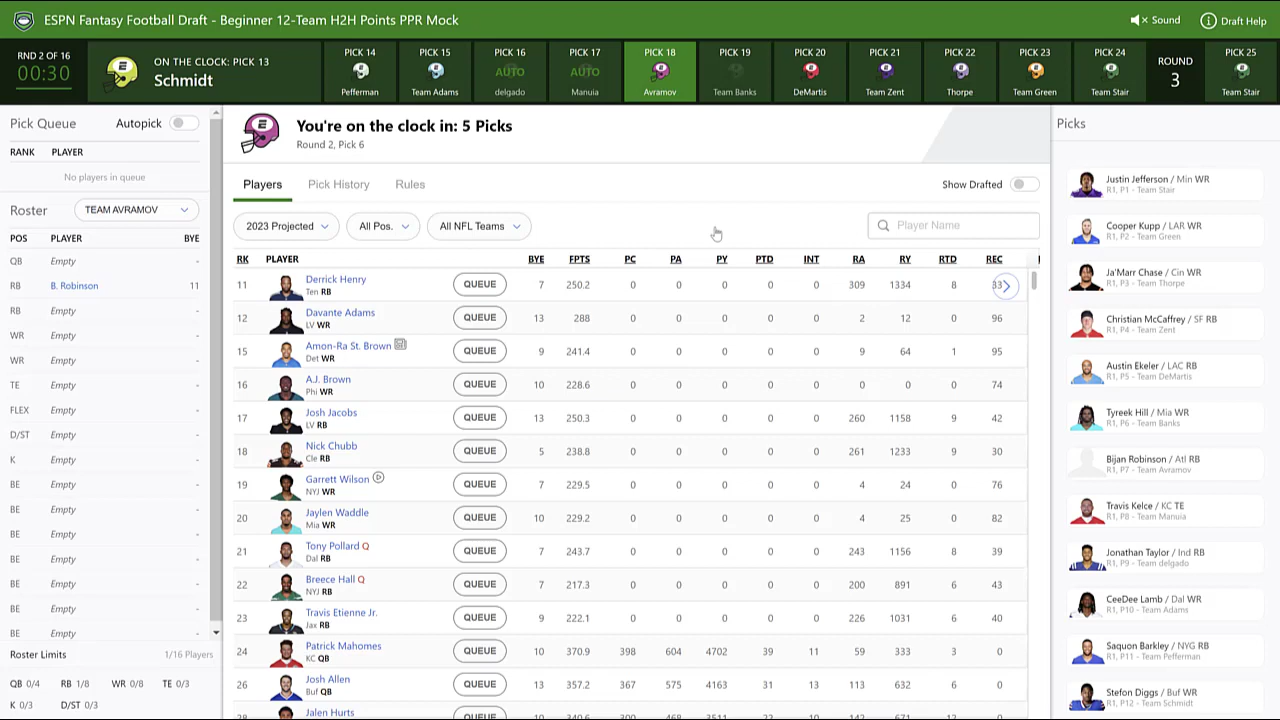 ESPN Fantasy Football Draft - Beginner 12-Team H2H Points PPR Mock
Sound
Draft Help
RND 2 OF 16
00:30
ON THE CLOCK: PICK 13
Schmidt
PICK 14
Pefferman
PICK 15
Team Adams
PICK 16
AUTO
delgado
PICK 17
AUTO
Manuia
PICK 18
Avramov
PICK 19
Team Banks
PICK 20
DeMartis
PICK 21
Team Zent
PICK 22
Thorpe
PICK 23
Team Green
PICK 24
Team Stair
ROUND
3
PICK 25
Team Stair
Pick Queue
Autopick
RANK PLAYER
No players in queue
Roster
TEAM AVRAMOV
POS PLAYER BYE
QB Empty -
RB B. Robinson 11
RB Empty -
WR Empty -
WR Empty -
TE Empty -
FLEX Empty -
D/ST Empty -
K Empty -
BE Empty -
BE Empty -
BE Empty -
BE Empty -
BE Empty -
BE Empty -
BE Empty -
Roster Limits 1/16 Players
QB 0/4 RB 1/8 WR 0/8 TE 0/3
K 0/3 D/ST 0/3
You're on the clock in: 5 Picks
Round 2, Pick 6
Players Pick History Rules
Show Drafted
2023 Projected All Pos. All NFL Teams
Player Name
RK PLAYER BYE FPTS PC PA PY PTD INT RA RY RTD REC
11 Derrick Henry QUEUE 7 250.2 0 0 0 0 0 309 1334 8 33
Ten RB
12 Davante Adams QUEUE 13 288 0 0 0 0 0 2 12 0 96
LV WR
15 Amon-Ra St. Brown QUEUE 9 241.4 0 0 0 0 0 9 64 1 95
Det WR
16 A.J. Brown QUEUE 10 228.6 0 0 0 0 0 0 0 0 74
Phi WR
17 Josh Jacobs QUEUE 13 250.3 0 0 0 0 0 260 1158 9 42
LV RB
18 Nick Chubb QUEUE 5 238.8 0 0 0 0 0 261 1233 9 30
Cle RB
19 Garrett Wilson QUEUE 7 229.5 0 0 0 0 0 4 24 0 76
NYJ WR
20 Jaylen Waddle QUEUE 10 229.2 0 0 0 0 0 4 25 0 82
Mia WR
21 Tony Pollard Q QUEUE 7 243.7 0 0 0 0 0 243 1156 8 39
Dal RB
22 Breece Hall Q QUEUE 7 217.3 0 0 0 0 0 200 891 6 43
NYJ RB
23 Travis Etienne Jr. QUEUE 9 222.1 0 0 0 0 0 226 1031 6 40
Jax RB
24 Patrick Mahomes QUEUE 10 370.9 398 604 4702 39 11 59 333 3 0
KC QB
26 Josh Allen QUEUE 13 357.2 367 575 4163 31 13 113 632 6 0
Buf QB
28 Jalen Hurts QUEUE 10 340.6 300 468 3511 22 10 142 671 12 0
Picks
Justin Jefferson / Min WR
R1, P1 - Team Stair
Cooper Kupp / LAR WR
R1, P2 - Team Green
Ja'Marr Chase / Cin WR
R1, P3 - Team Thorpe
Christian McCaffrey / SF RB
R1, P4 - Team Zent
Austin Ekeler / LAC RB
R1, P5 - Team DeMartis
Tyreek Hill / Mia WR
R1, P6 - Team Banks
Bijan Robinson / Atl RB
R1, P7 - Team Avramov
Travis Kelce / KC TE
R1, P8 - Team Manuia
Jonathan Taylor / Ind RB
R1, P9 - Team delgado
CeeDee Lamb / Dal WR
R1, P10 - Team Adams
Saquon Barkley / NYG RB
R1, P11 - Team Pefferman
Stefon Diggs / Buf WR
R1, P12 - Team Schmidt